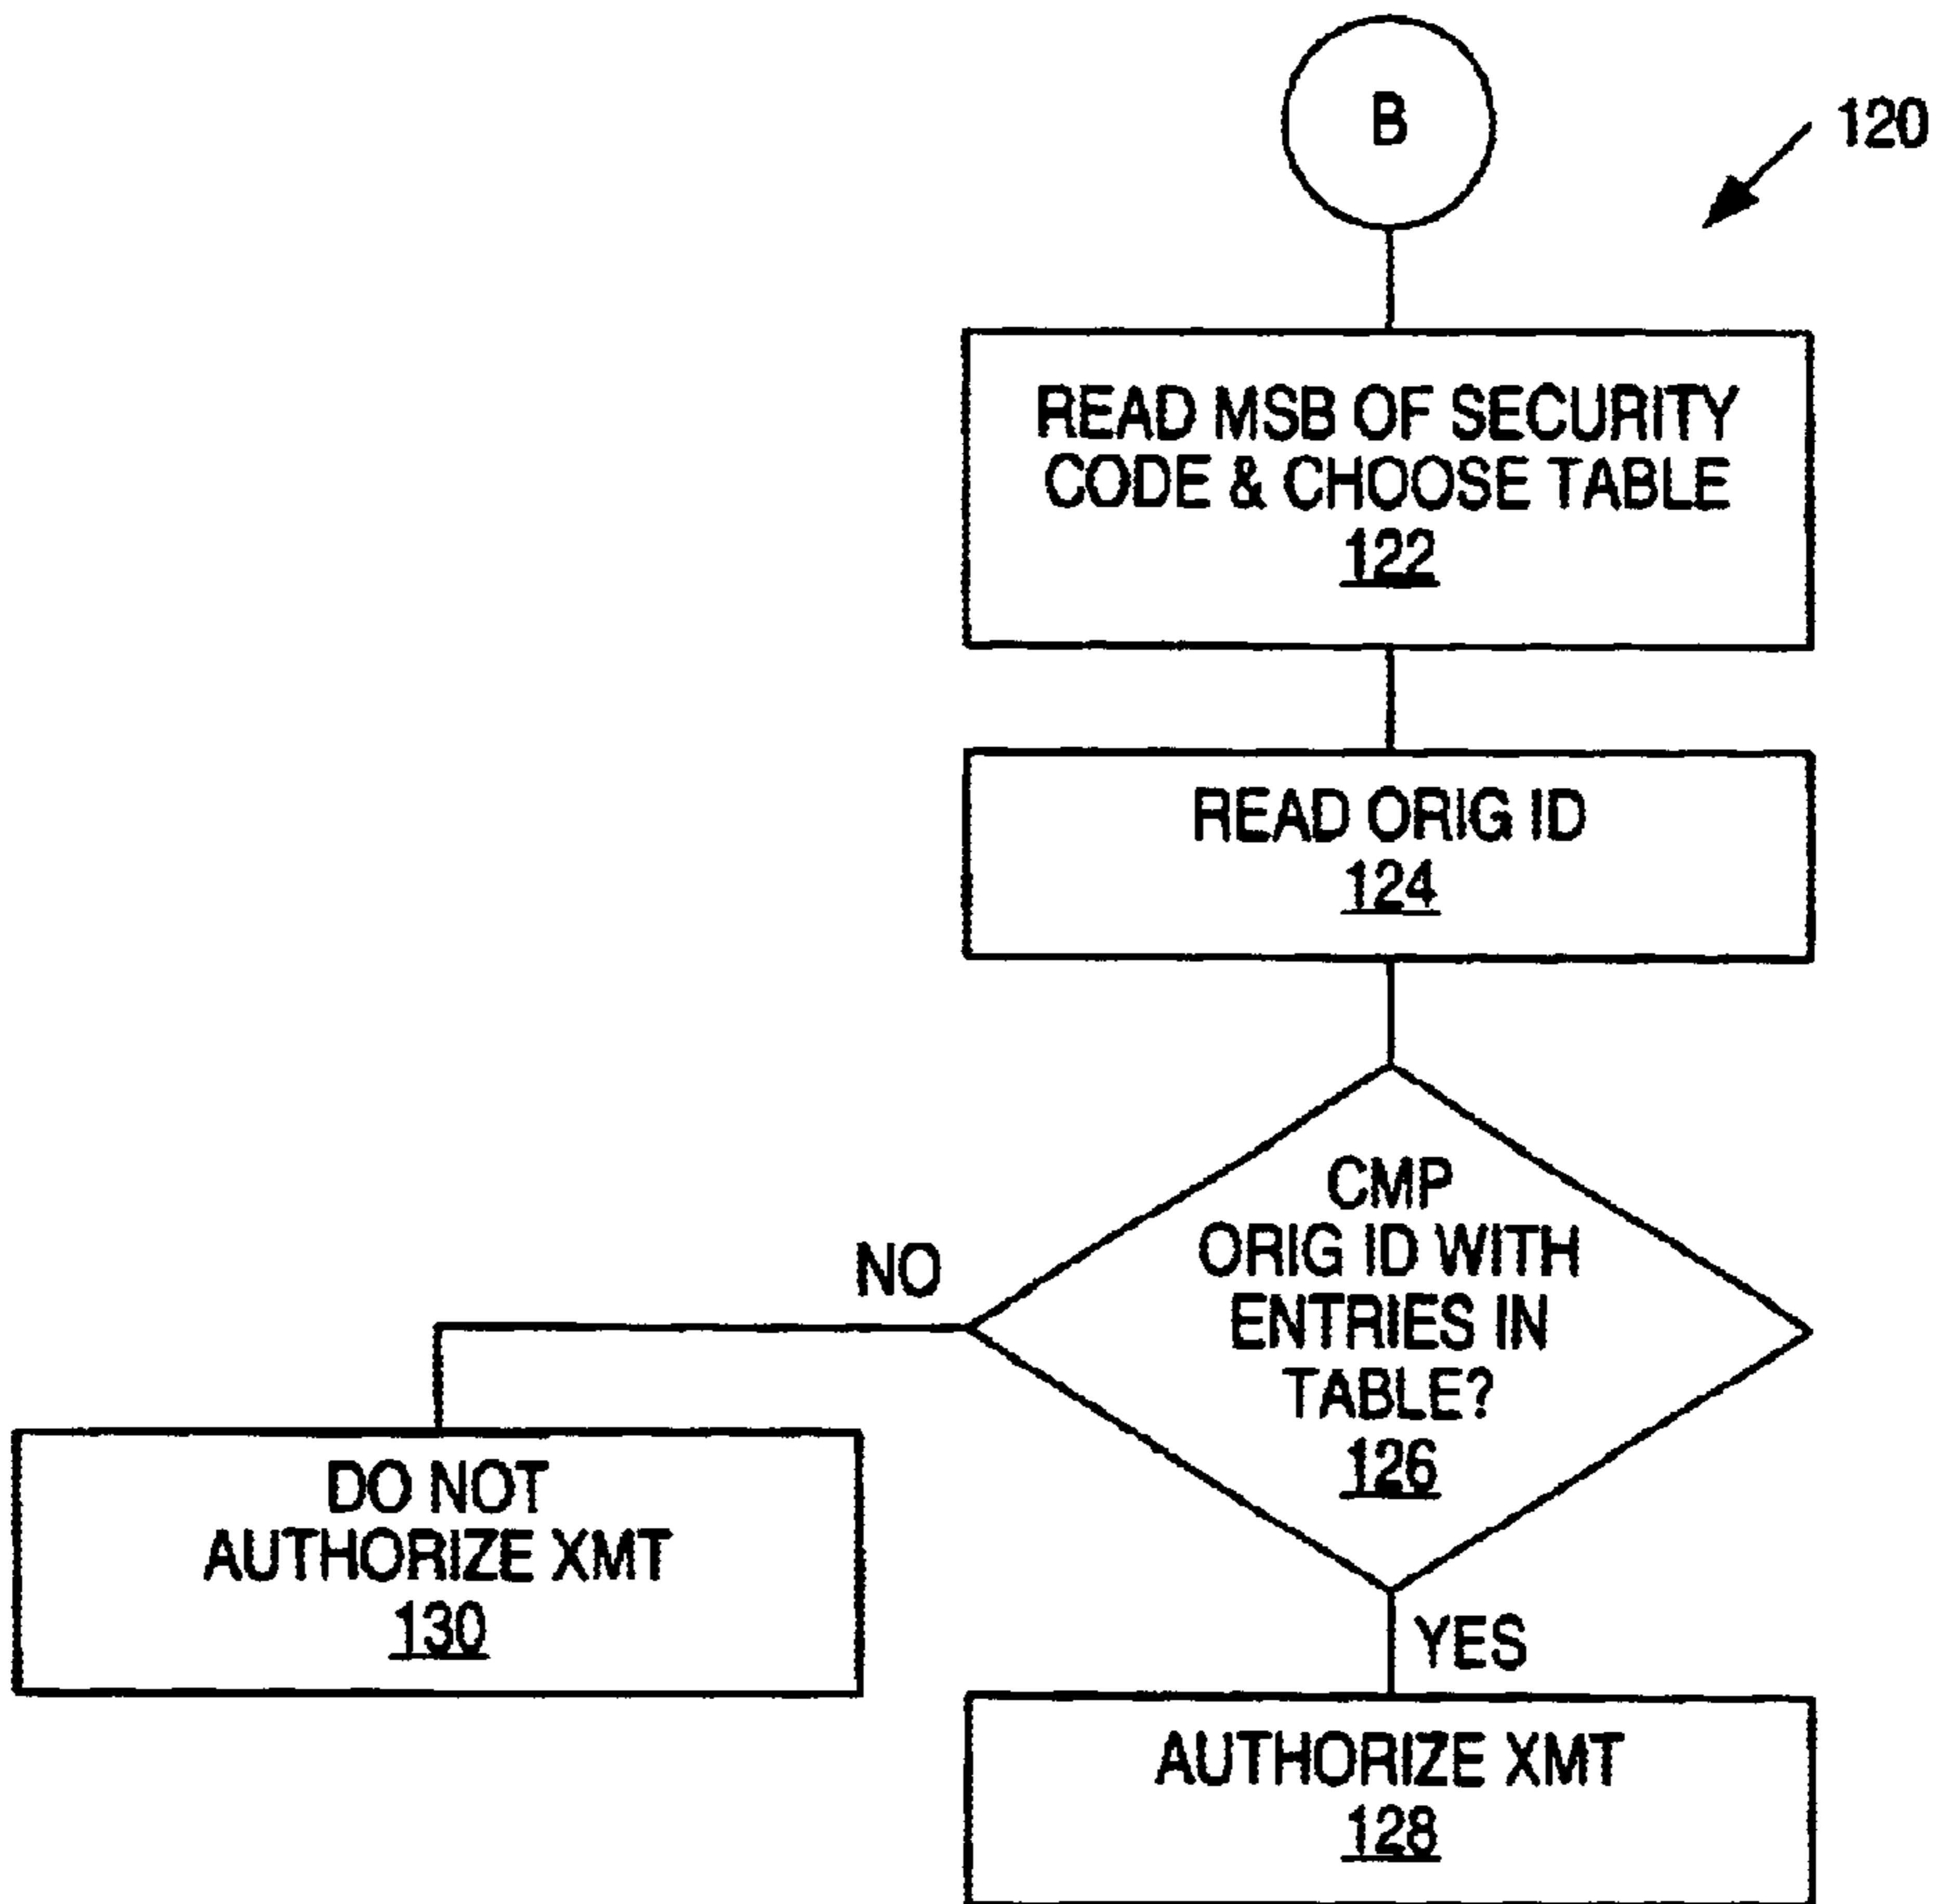 B
120
READ MSB OF SECURITY
CODE & CHOOSE TABLE
122
READ ORIG ID
124
CMP
ORIG ID WITH
ENTRIES IN
TABLE?
126
NO
DO NOT
AUTHORIZE XMT
130
YES
AUTHORIZE XMT
128